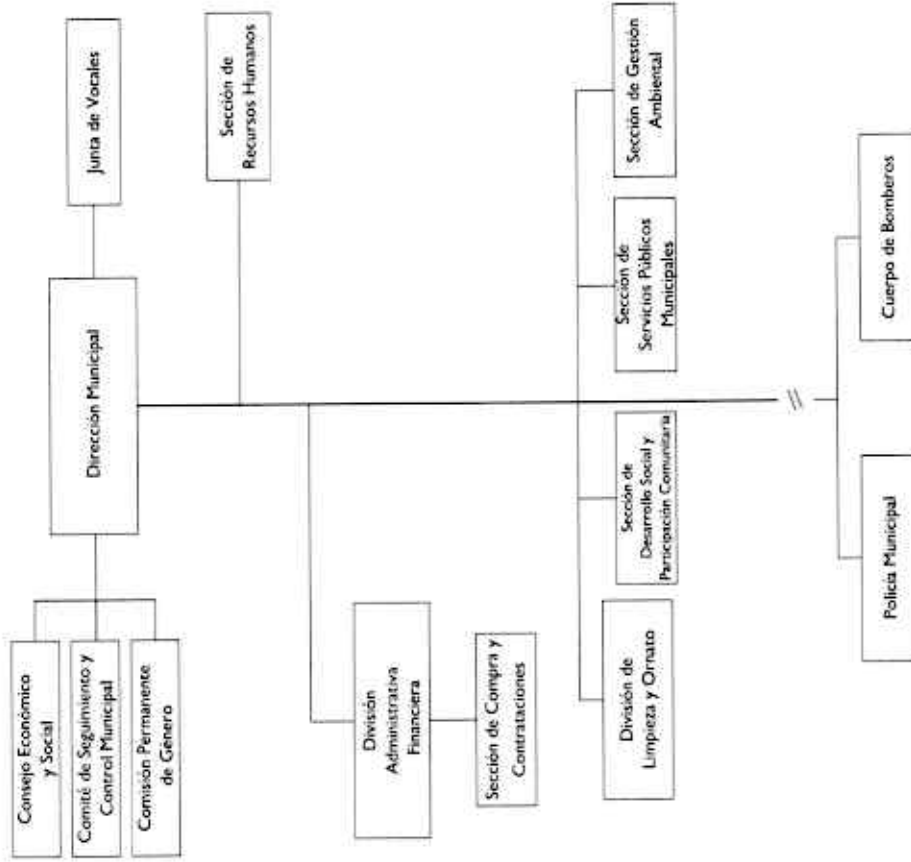 Consejo Económico
y Social
Comité de Seguimiento y
Control Municipal
Comisión Permanente
de Género
Dirección Municipal
Junta de Vocales
Sección de
Recursos Humanos
División
Administrativa
Financiera
Sección de Compra y
Contrataciones
División de
Limpieza y Ornato
Sección de
Desarrollo Social y
Participación Comunitaria
Sección de
Servicios Públicos
Municipales
Sección de Gestión
Ambiental
Policía Municipal
Cuerpo de Bomberos